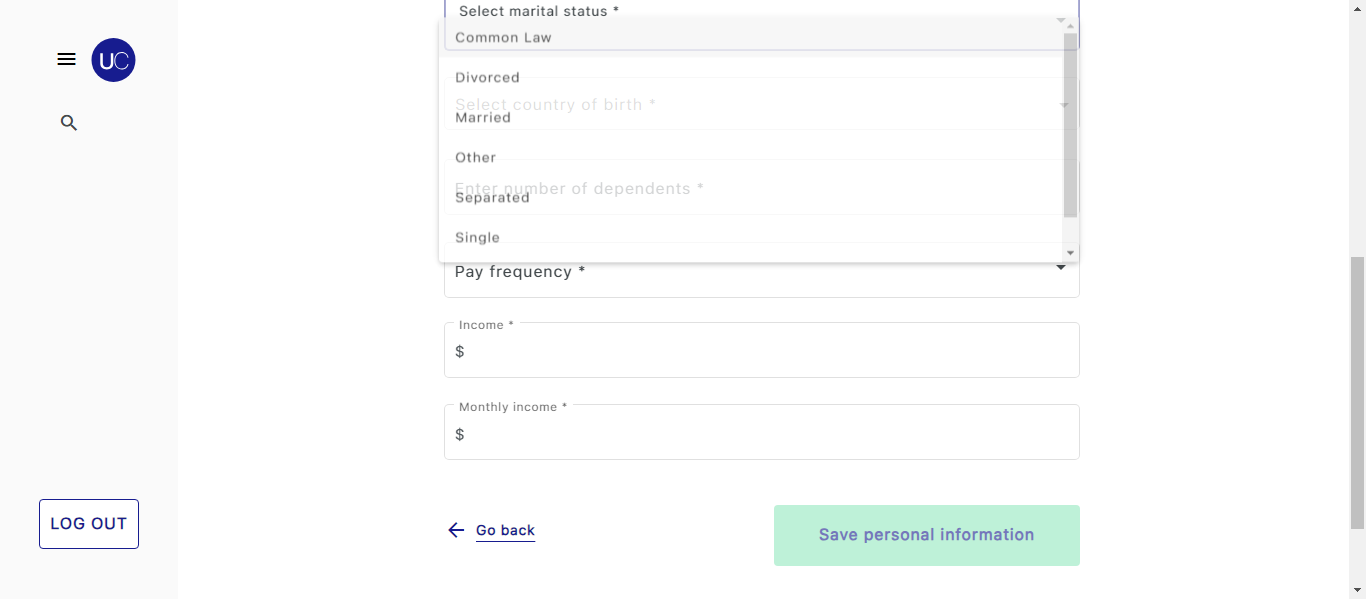 Select marital status *
UC
Common Law
Divorced
Select country of birth *
Married
Other
Enter number of dependents *
Separated
Single
Pay frequency *
Income *
$
Monthly income *
$
LOG OUT
Go back
Save personal information